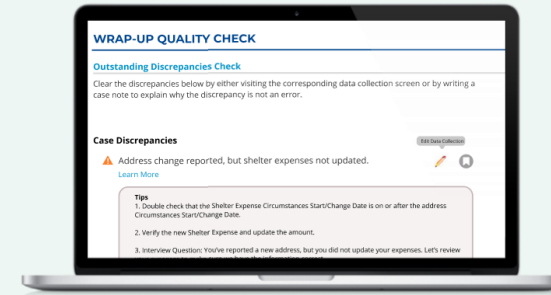 WRAP-UP QUALITY CHECK
Outstanding Discrepancies Check
Clear the discrepancies below by either visiting the corresponding data collection screen or by writing a
case note to explain why the discrepancy is not an error.
Case Discrepancies
Edit Data Collection
Address change reported, but shelter expenses not updated.
Learn More
Tips
1. Double check that the Shelter Expense Circumstances Start/Change Date is on or after the address
Circumstances Start/Change Date.
2. Verify the new Shelter Expense and update the amount.
3. Interview Question: You've reported a new address, but you did not update your expenses. Let's review